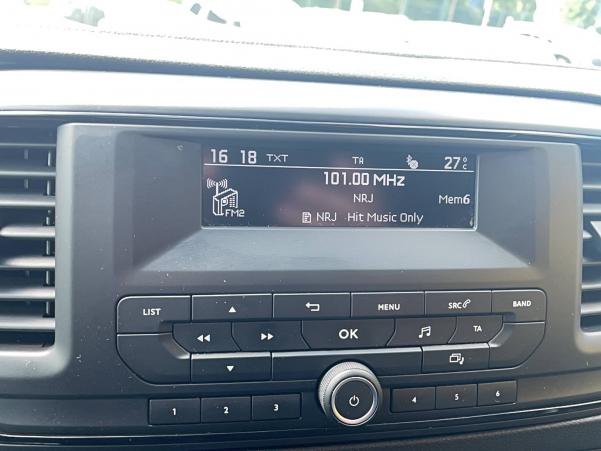 16 18 TXT TA 27°C
101.00 MHz
NRJ Mem6
FM2 NRJ Hit Music Only
LIST MENU SRC BAND
OK TA
1 2 3 4 5 6